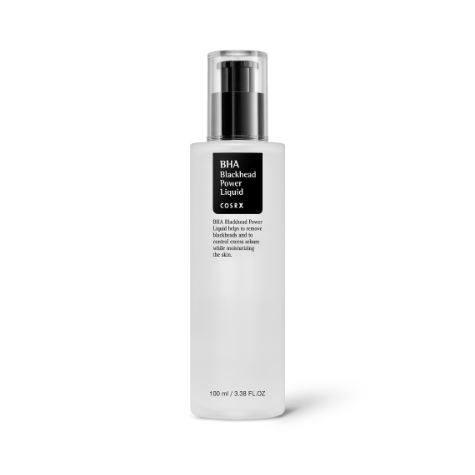 BHA
Blackhead
Power
Liquid
COSRX
BHA Blackhead Power
Liquid helps to remove
blackheads and to
control excess sebum
while moisturizing
the skin.
100 ml / 3.38 FL.OZ